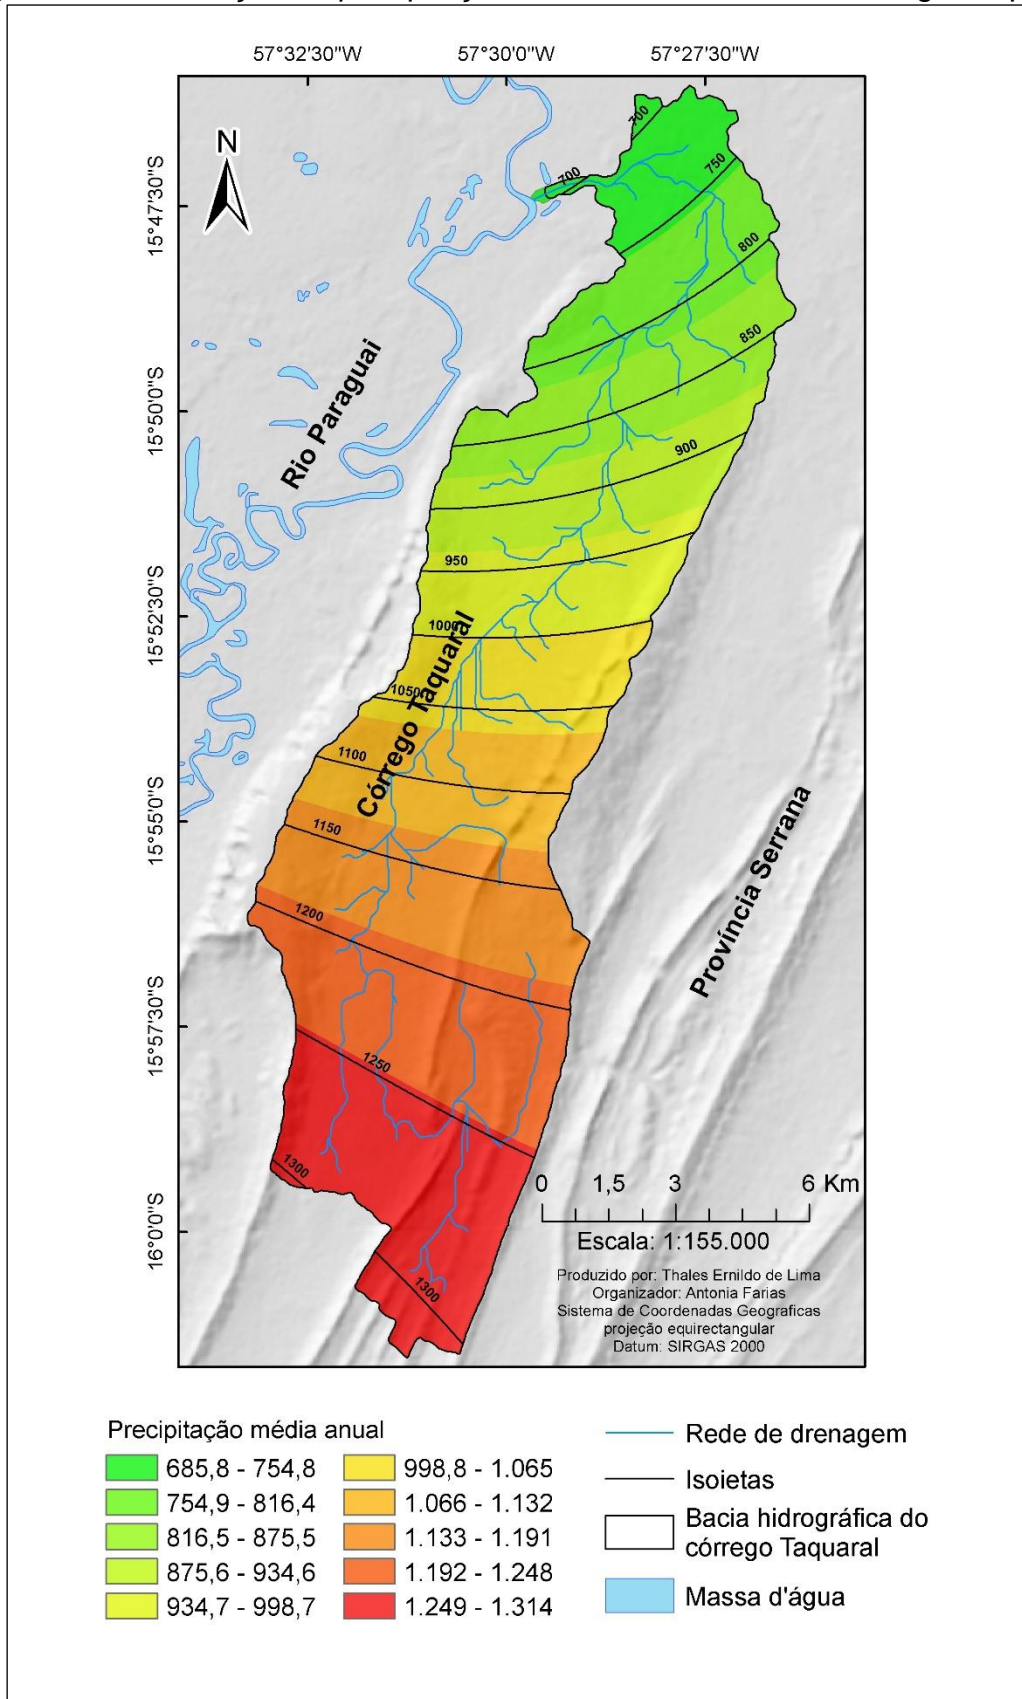 57°32'30"W
57°30'0"W
57°27'30"W
N
15°47'30"S
15°50'0"S
15°52'30"S
15°55'0"S
15°57'30"S
16°0'0"S
700
700
750
800
850
900
950
1000
1050
1100
1150
1200
1250
1300
1300
Rio Paraguai
Córrego Taquaral
Província Serrana
0 1,5 3 6 Km
Escala: 1:155.000
Produzido por: Thales Ernildo de Lima
Organizador: Antonia Farias
Sistema de Coordenadas Geograficas
projeção equirectangular
Datum: SIRGAS 2000
Precipitação média anual
685,8 - 754,8
754,9 - 816,4
816,5 - 875,5
875,6 - 934,6
934,7 - 998,7
998,8 - 1.065
1.066 - 1.132
1.133 - 1.191
1.192 - 1.248
1.249 - 1.314
Rede de drenagem
Isoietas
Bacia hidrográfica do
córrego Taquaral
Massa d'água